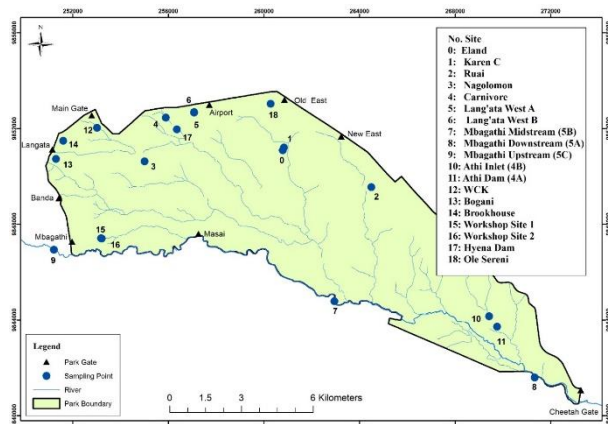 252000
256000
260000
264000
268000
272000
No. Site
0: Eland
1: Karen C
2: Ruai
3: Nagolomon
4: Carnivore
5: Lang'ata West A
6: Lang'ata West B
7: Mbagathi Midstream (5B)
8: Mbagathi Downstream (5A)
9: Mbagathi Upstream (5C)
10: Athi Inlet (4B)
11: Athi Dam (4A)
12: WCK
13: Bogani
14: Brookhouse
15: Workshop Site 1
16: Workshop Site 2
17: Hyena Dam
18: Ole Sereni
N
Main Gate
12
14
Langata
13
4
6
5
Airport
17
18
Old East
1
0
New East
3
2
Banda
Mbagathi
15
16
Masai
9
7
10
11
8
Cheetah Gate
Legend
Park Gate
Sampling Point
River
Park Boundary
0 1.5 3 6 Kilometers